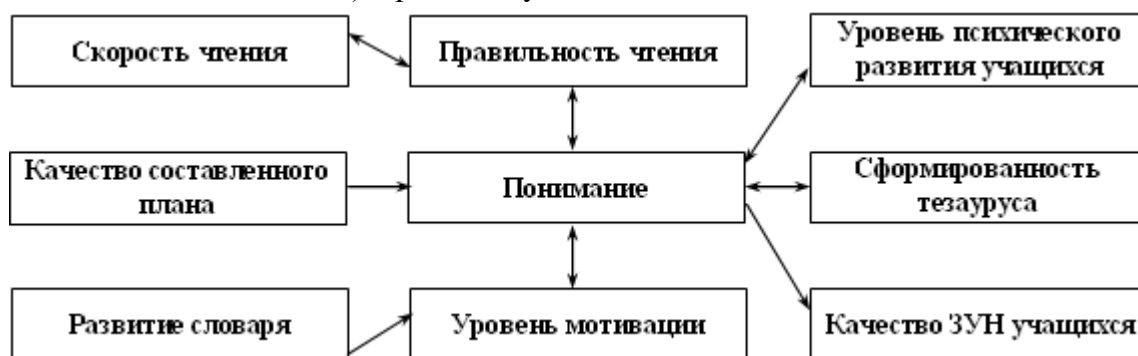 Скорость чтения
Правильность чтения
Уровень психического
развития учащихся
Качество составленного
плана
Понимание
Сформированность
тезауруса
Развитие словаря
Уровень мотивации
Качество ЗУН учащихся